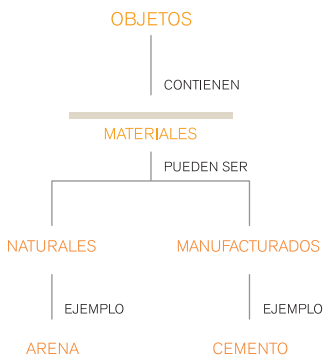 OBJETOS
CONTIENEN
MATERIALES
PUEDEN SER
NATURALES
MANUFACTURADOS
EJEMPLO
EJEMPLO
ARENA
CEMENTO